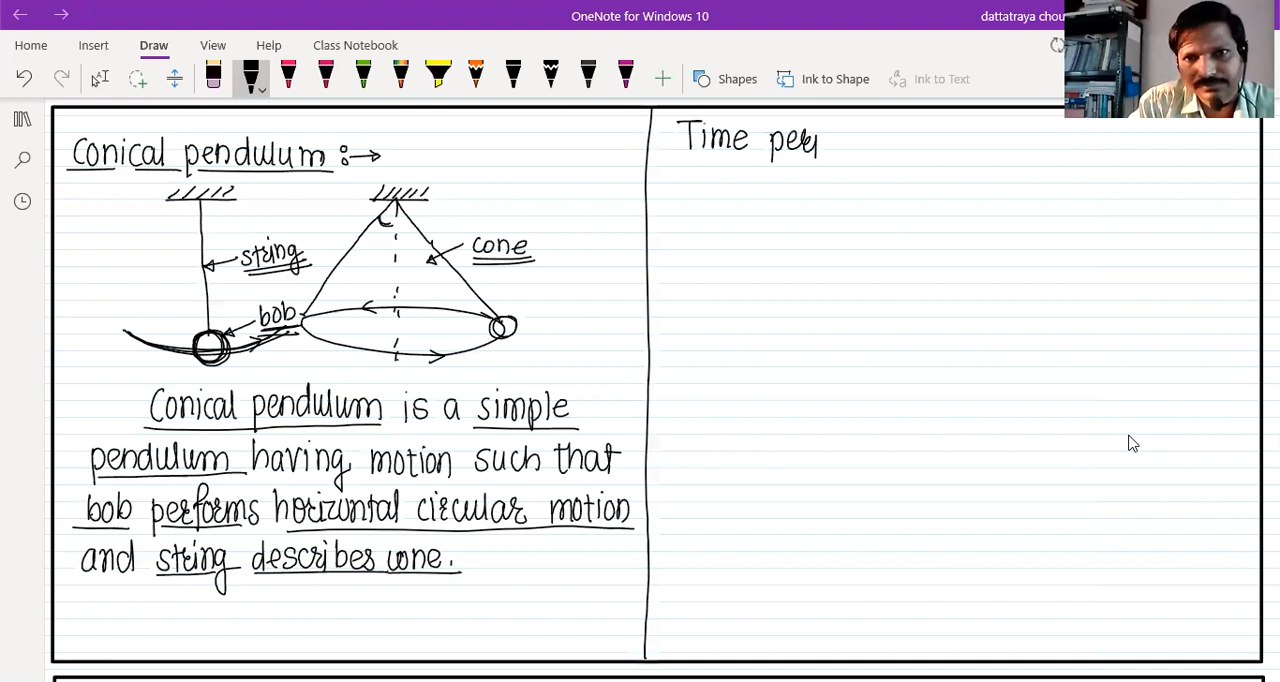 OneNote for Windows 10
dattatraya chou
Home Insert Draw View Help Class Notebook
Shapes Ink to Shape Ink to Text
Conical pendulum :→
string
bob
cone
Conical pendulum is a simple
pendulum having motion such that
bob performs horizontal circular motion
and string describes cone.
Time per